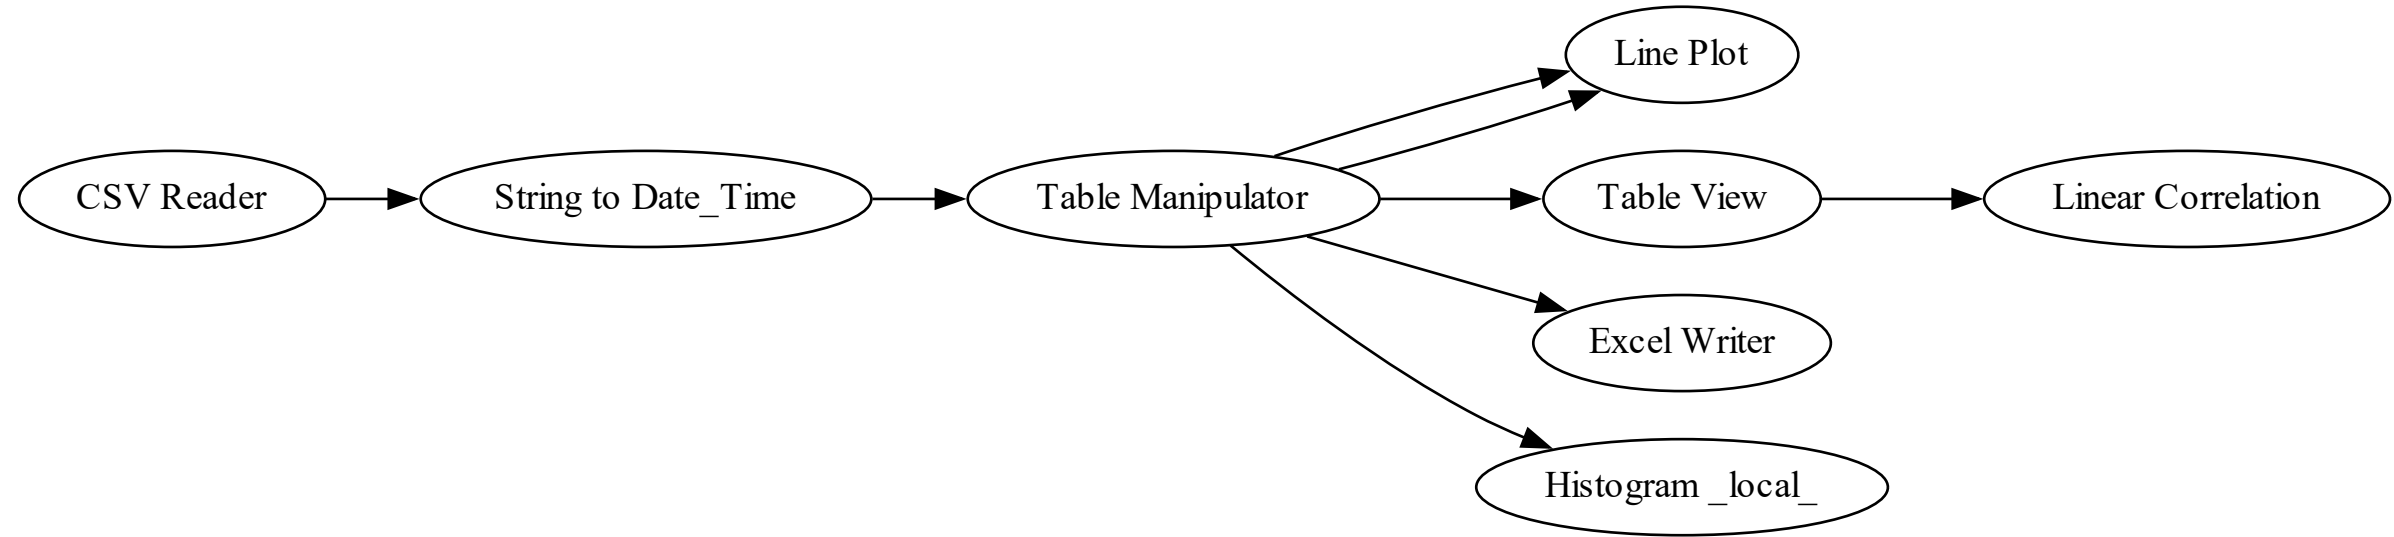 CSV Reader
String to Date_Time
Table Manipulator
Line Plot
Table View
Linear Correlation
Excel Writer
Histogram _local_